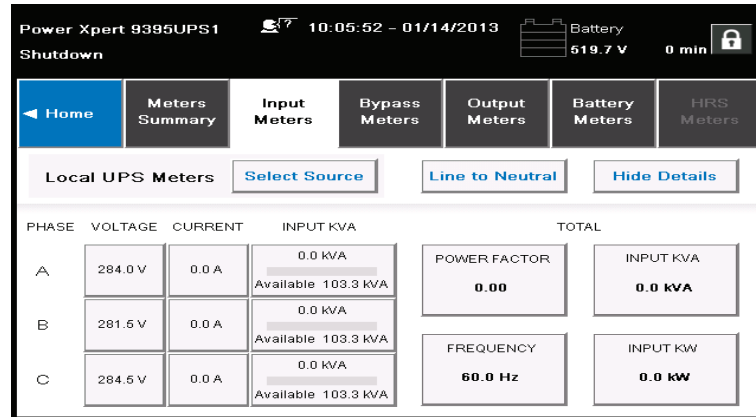 Power Xpert 9395UPS1
Shutdown
10:05:52 - 01/14/2013
Battery
519.7 V 0 min
Home
Meters Summary
Input Meters
Bypass Meters
Output Meters
Battery Meters
HRS Meters
Local UPS Meters
Select Source
Line to Neutral
Hide Details
PHASE VOLTAGE CURRENT INPUT KVA TOTAL
A 284.0 V 0.0 A 0.0 kVA
Available 103.3 kVA
B 281.5 V 0.0 A 0.0 kVA
Available 103.3 kVA
C 284.5 V 0.0 A 0.0 kVA
Available 103.3 kVA
POWER FACTOR
0.00
INPUT KVA
0.0 kVA
FREQUENCY
60.0 Hz
INPUT KW
0.0 kW